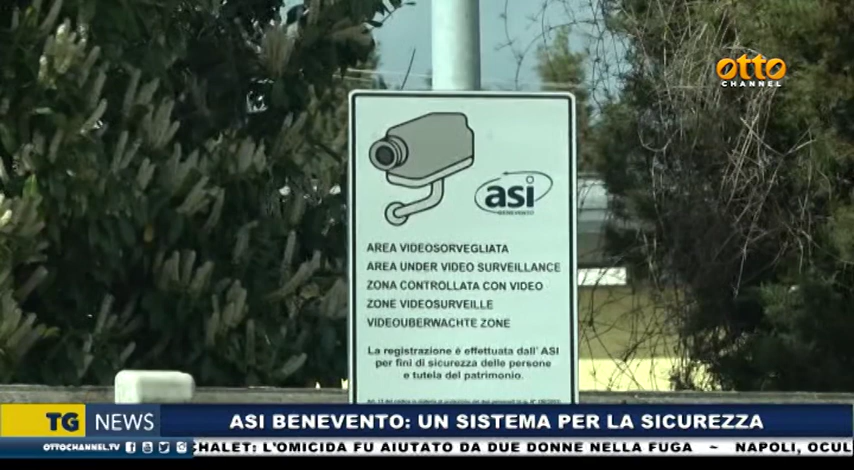 otto
CHANNEL
asi
BENEVENTO
AREA VIDEOSORVEGLIATA
AREA UNDER VIDEO SURVEILLANCE
ZONA CONTROLLATA CON VIDEO
ZONE VIDEOSURVEILLE
VIDEOUBERWACHTE ZONE
La registrazione è effettuata dall' ASI
per fini di sicurezza delle persone
e tutela del patrimonio.
TG NEWS
ASI BENEVENTO: UN SISTEMA PER LA SICUREZZA
OTTOCHANNEL.TV
CHALET: L'OMICIDA FU AIUTATO DA DUE DONNE NELLA FUGA ~ NAPOLI, OCUL